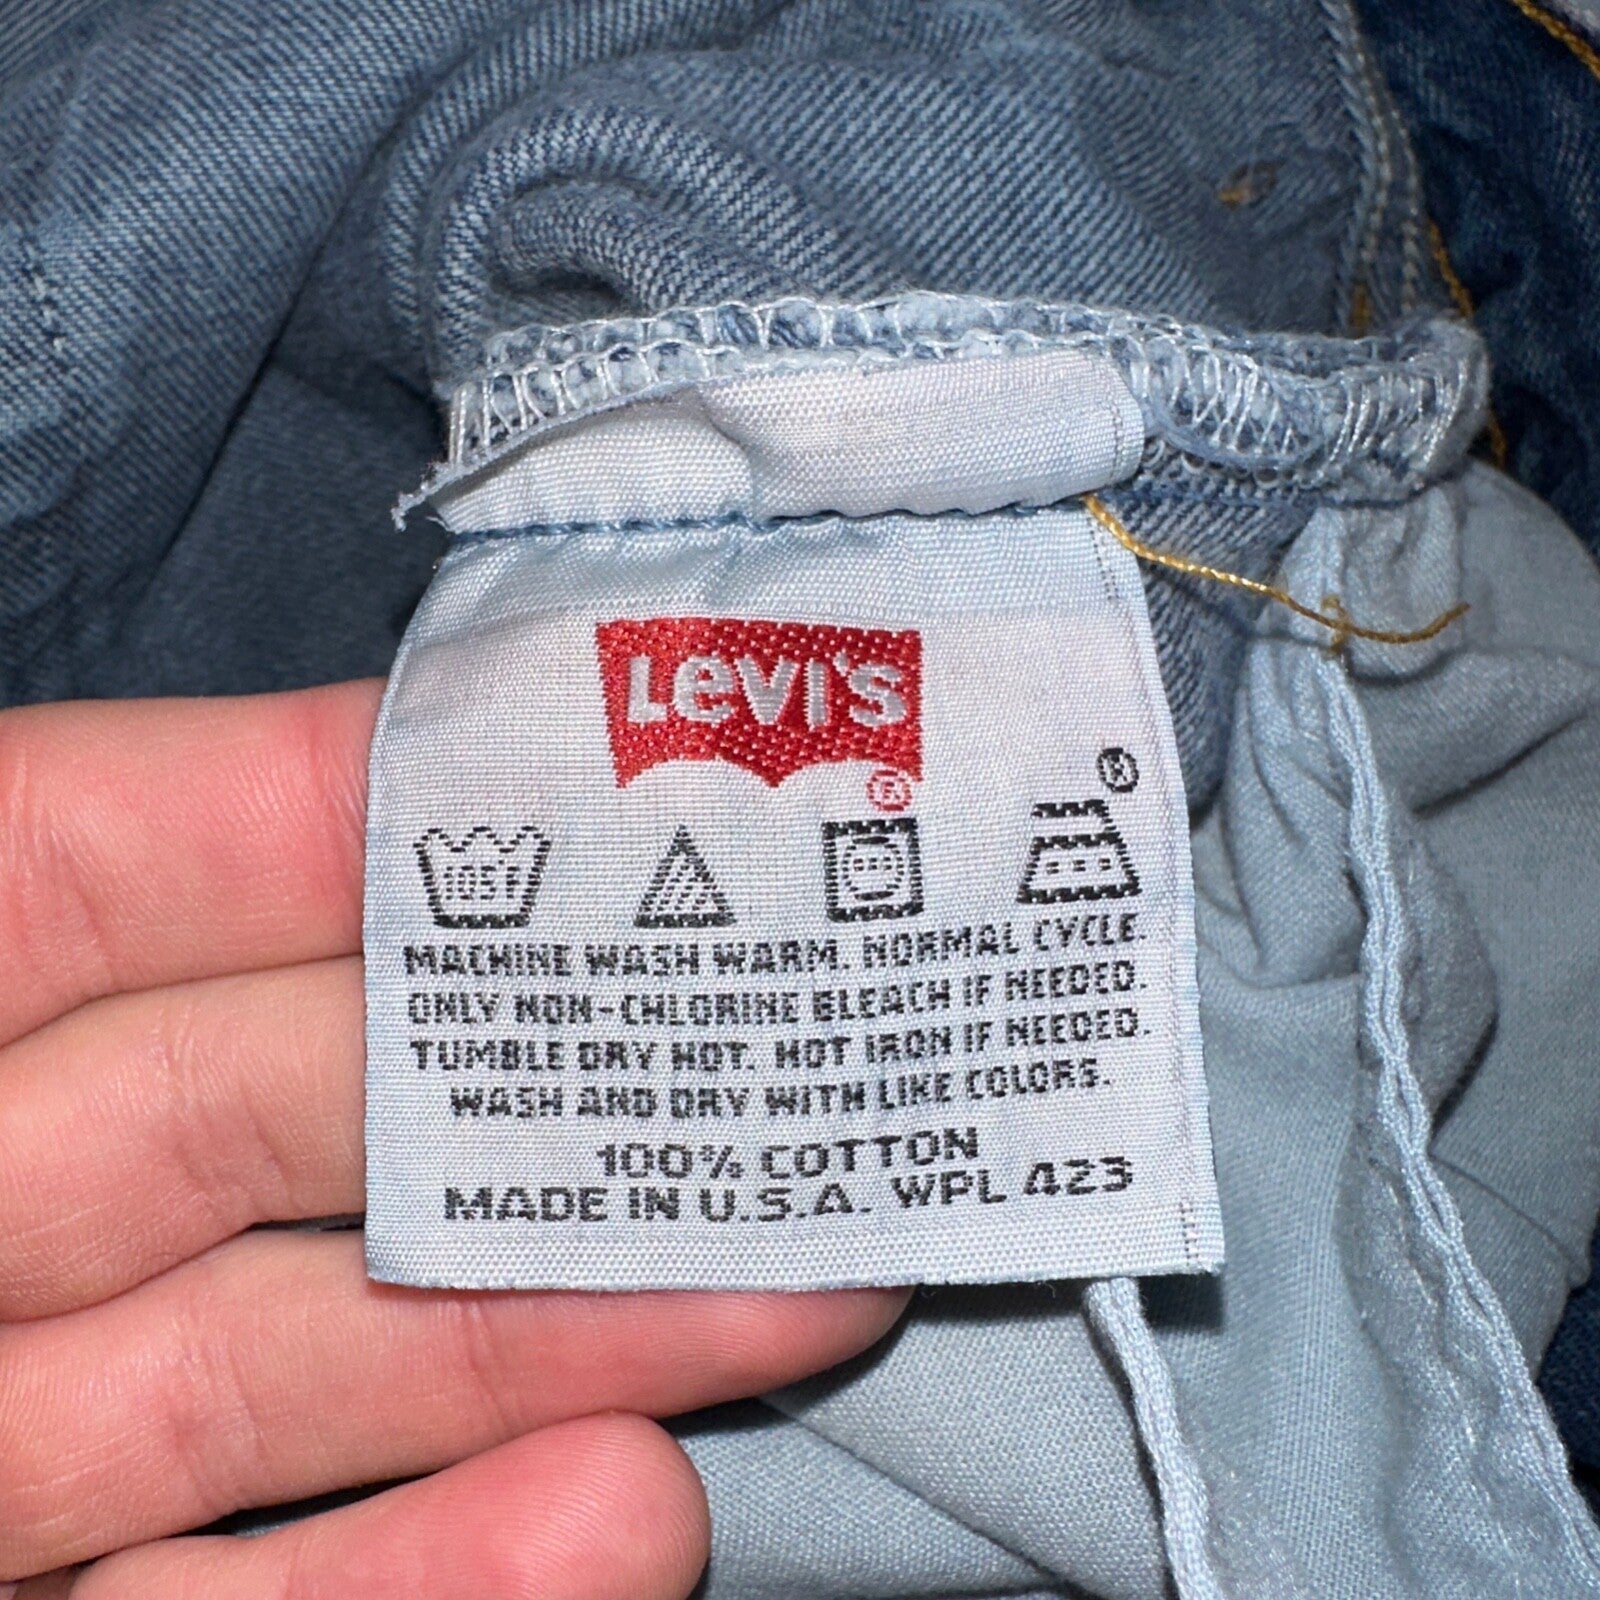 Levi's
®
®
105F
MACHINE WASH WARM. NORMAL CYCLE.
ONLY NON-CHLORINE BLEACH IF NEEDED.
TUMBLE DRY HOT. HOT IRON IF NEEDED.
WASH AND DRY WITH LIKE COLORS.
100% COTTON
MADE IN U.S.A. WPL 423